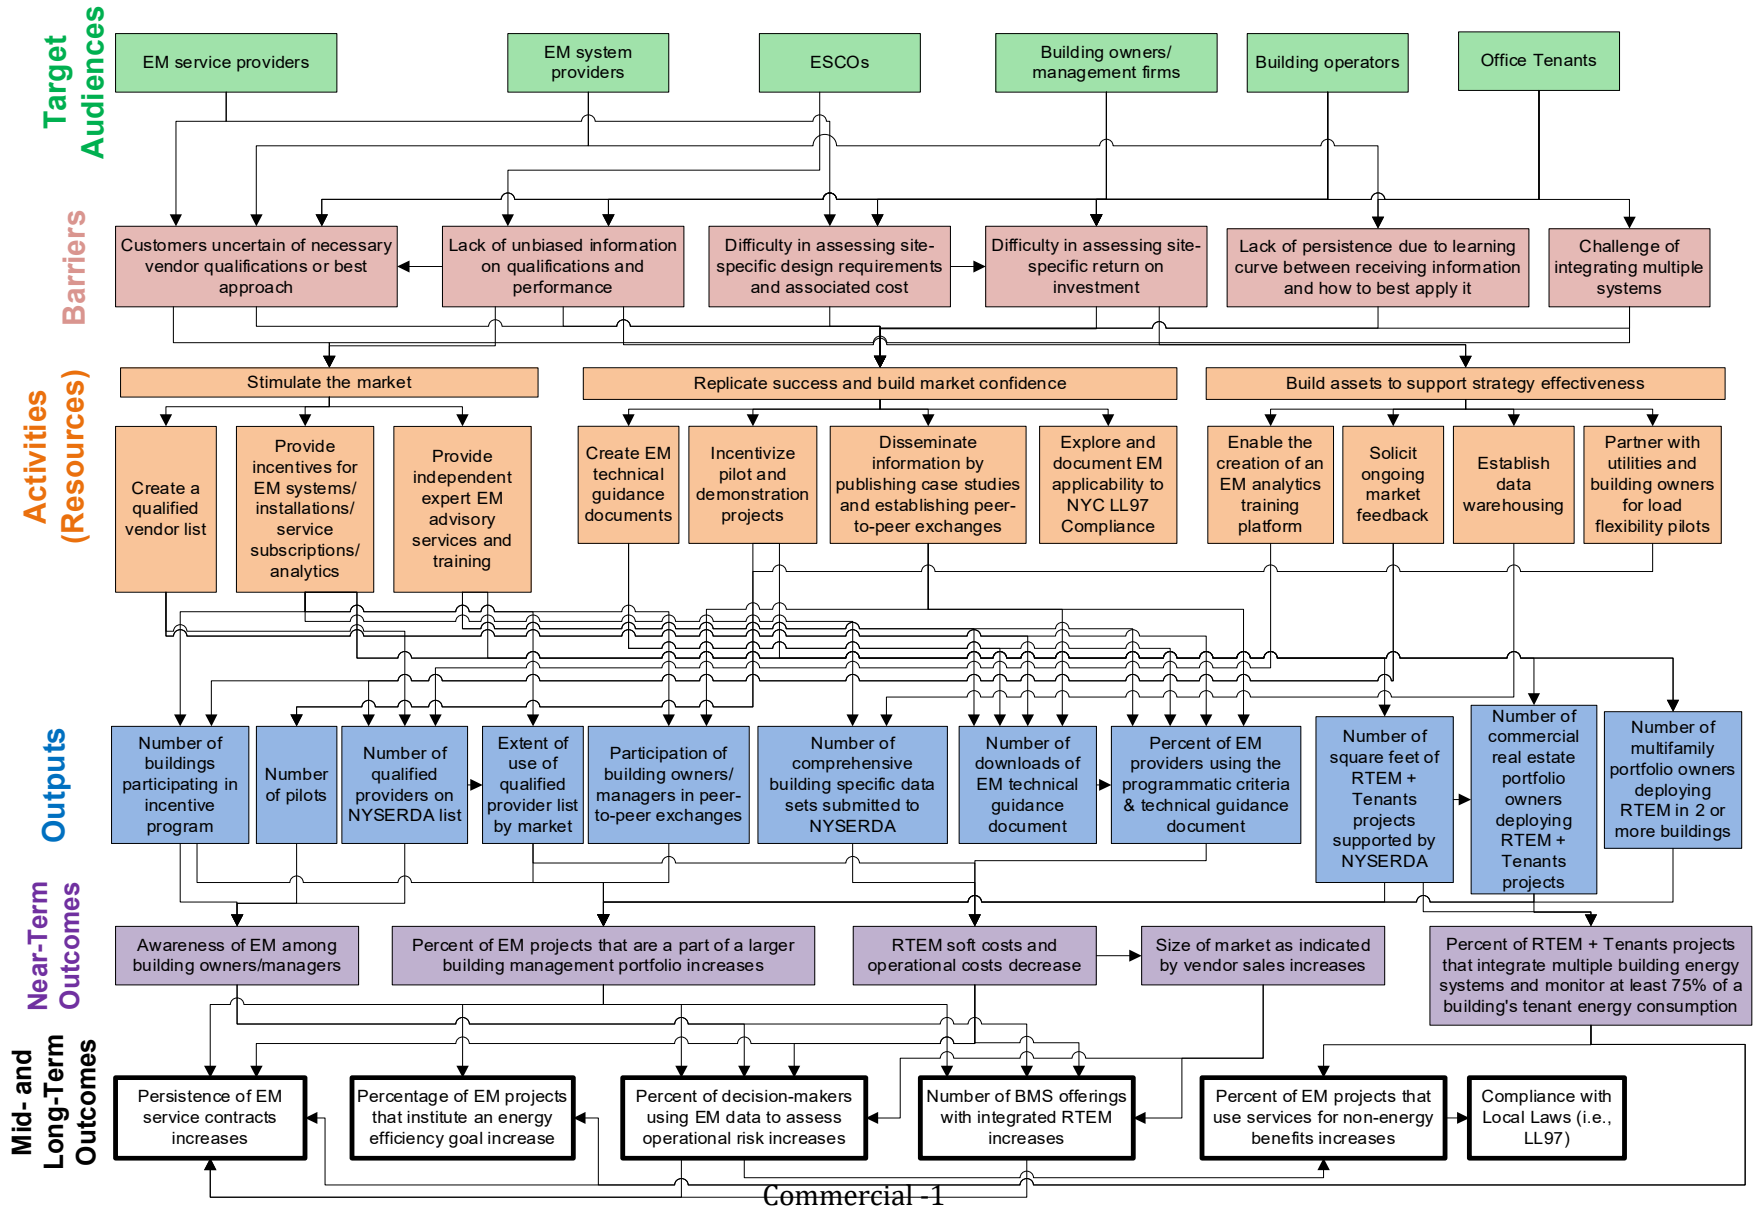 Target
Audiences
EM service providers
EM system
providers
ESCOs
Building owners/
management firms
Building operators
Office Tenants
Barriers
Customers uncertain of necessary
vendor qualifications or best
approach
Lack of unbiased information
on qualifications and
performance
Difficulty in assessing site-
specific design requirements
and associated cost
Difficulty in assessing site-
specific return on
investment
Lack of persistence due to learning
curve between receiving information
and how to best apply it
Challenge of
integrating multiple
systems
Activities
(Resources)
Stimulate the market
Replicate success and build market confidence
Build assets to support strategy effectiveness
Create a
qualified
vendor list
Provide
incentives for
EM systems/
installations/
service
subscriptions/
analytics
Provide
independent
expert EM
advisory
services and
training
Create EM
technical
guidance
documents
Incentivize
pilot and
demonstration
projects
Disseminate
information by
publishing case studies
and establishing peer-
to-peer exchanges
Explore and
document EM
applicability to
NYC LL97
Compliance
Enable the
creation of an
EM analytics
training
platform
Solicit
ongoing
market
feedback
Establish
data
warehousing
Partner with
utilities and
building owners
for load
flexibility pilots
Outputs
Number of
buildings
participating in
incentive
program
Number
of pilots
Number of
qualified
providers on
NYSERDA list
Extent of
use of
qualified
provider list
by market
Participation of
building owners/
managers in peer-
to-peer exchanges
Number of
comprehensive
building specific data
sets submitted to
NYSERDA
Number of
downloads of
EM technical
guidance
document
Percent of EM
providers using the
programmatic criteria
& technical guidance
document
Number of
square feet of
RTEM +
Tenants
projects
supported by
NYSERDA
Number of
commercial
real estate
portfolio
owners
deploying
RTEM +
Tenants
projects
Number of
multifamily
portfolio owners
deploying
RTEM in 2 or
more buildings
Near-Term
Outcomes
Awareness of EM among
building owners/managers
Percent of EM projects that are a part of a larger
building management portfolio increases
RTEM soft costs and
operational costs decrease
Size of market as indicated
by vendor sales increases
Percent of RTEM + Tenants projects
that integrate multiple building energy
systems and monitor at least 75% of a
building's tenant energy consumption
Mid- and
Long-Term
Outcomes
Persistence of EM
service contracts
increases
Percentage of EM projects
that institute an energy
efficiency goal increase
Percent of decision-makers
using EM data to assess
operational risk increases
Number of BMS offerings
with integrated RTEM
increases
Percent of EM projects that
use services for non-energy
benefits increases
Compliance with
Local Laws (i.e.,
LL97)
Commercial -1